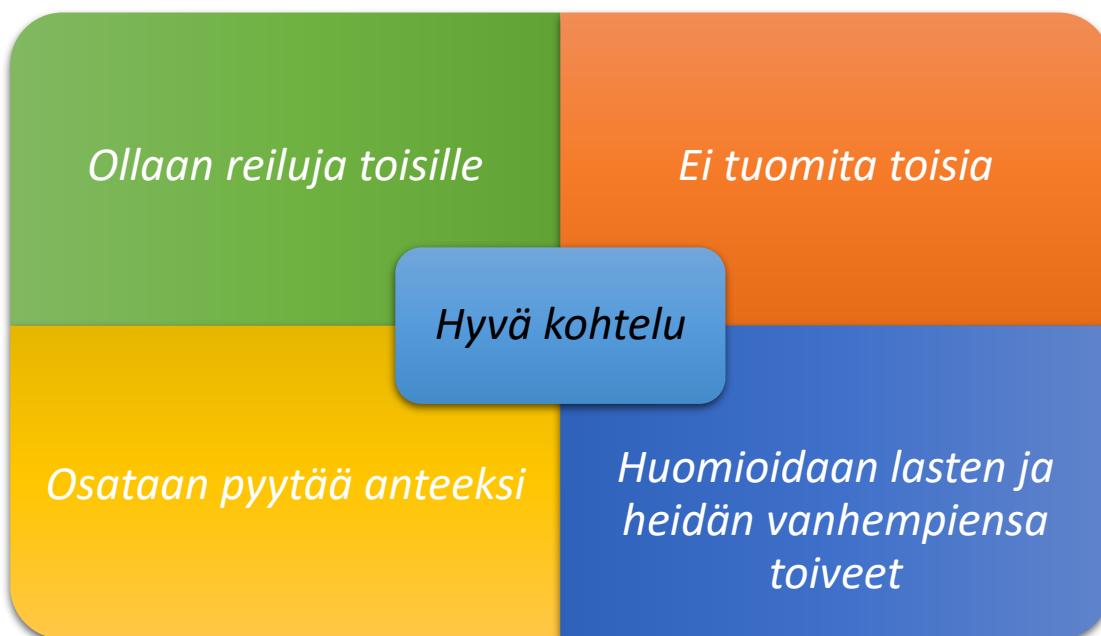 Ollaan reiluja toisille
Ei tuomita toisia
Hyvä kohtelu
Osataan pyytää anteeksi
Huomioidaan lasten ja
heidän vanhempiensa
toiveet